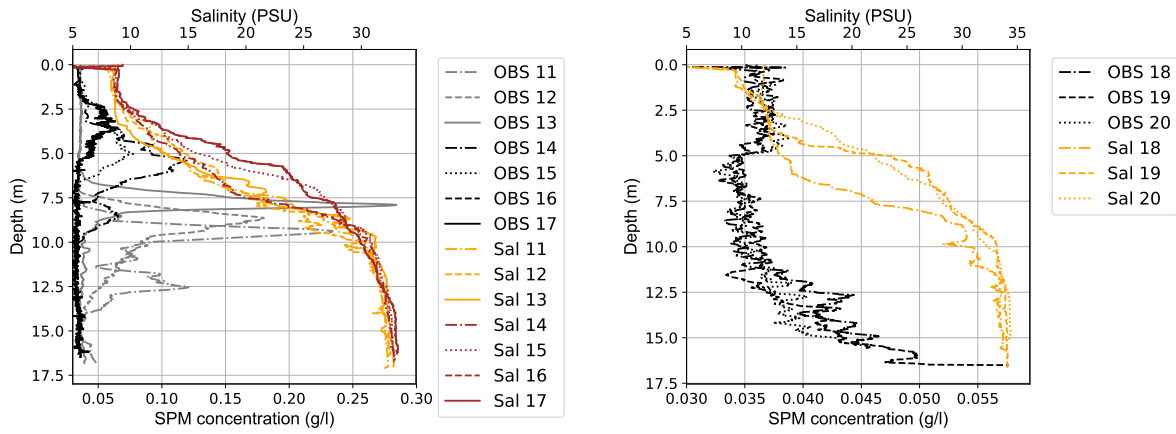 Salinity (PSU)
5 10 15 20 25 30
0.0
2.5
5.0
7.5
10.0
12.5
15.0
17.5
Depth (m)
0.05 0.10 0.15 0.20 0.25 0.30
SPM concentration (g/l)
OBS 11
OBS 12
OBS 13
OBS 14
OBS 15
OBS 16
OBS 17
Sal 11
Sal 12
Sal 13
Sal 14
Sal 15
Sal 16
Sal 17
Salinity (PSU)
5 10 15 20 25 30 35
0.0
2.5
5.0
7.5
10.0
12.5
15.0
17.5
Depth (m)
0.030 0.035 0.040 0.045 0.050 0.055
SPM concentration (g/l)
OBS 18
OBS 19
OBS 20
Sal 18
Sal 19
Sal 20